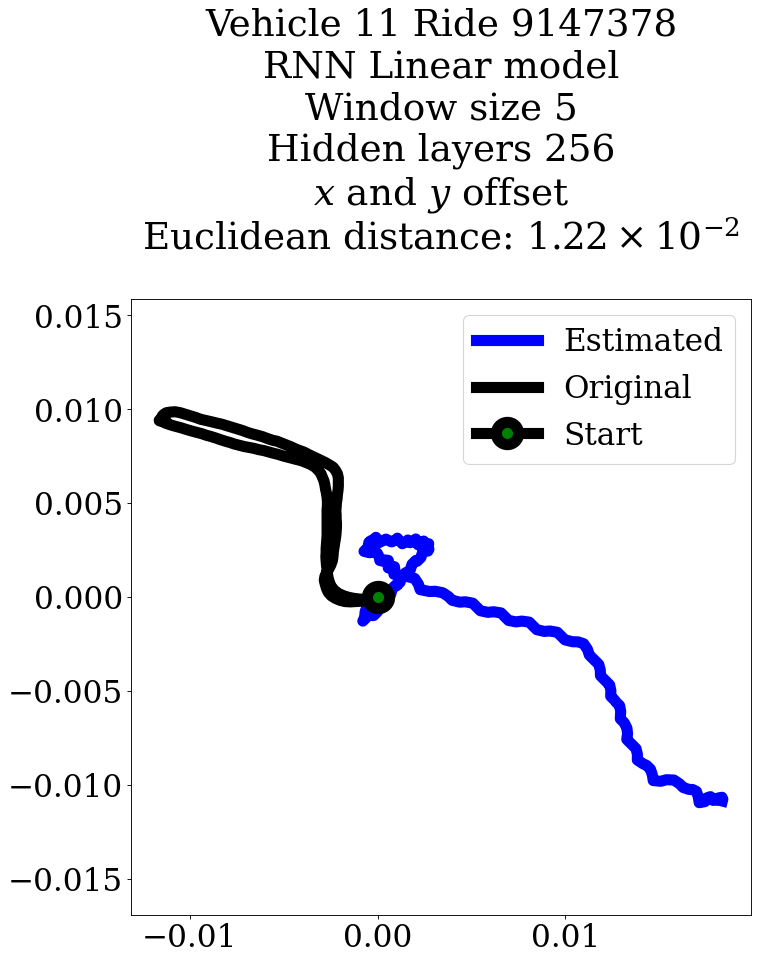 Vehicle 11 Ride 9147378
RNN Linear model
Window size 5
Hidden layers 256
x and y offset
Euclidean distance: 1.22 × 10⁻²
Estimated
Original
Start
0.015
0.010
0.005
0.000
−0.005
−0.010
−0.015
−0.01 0.00 0.01